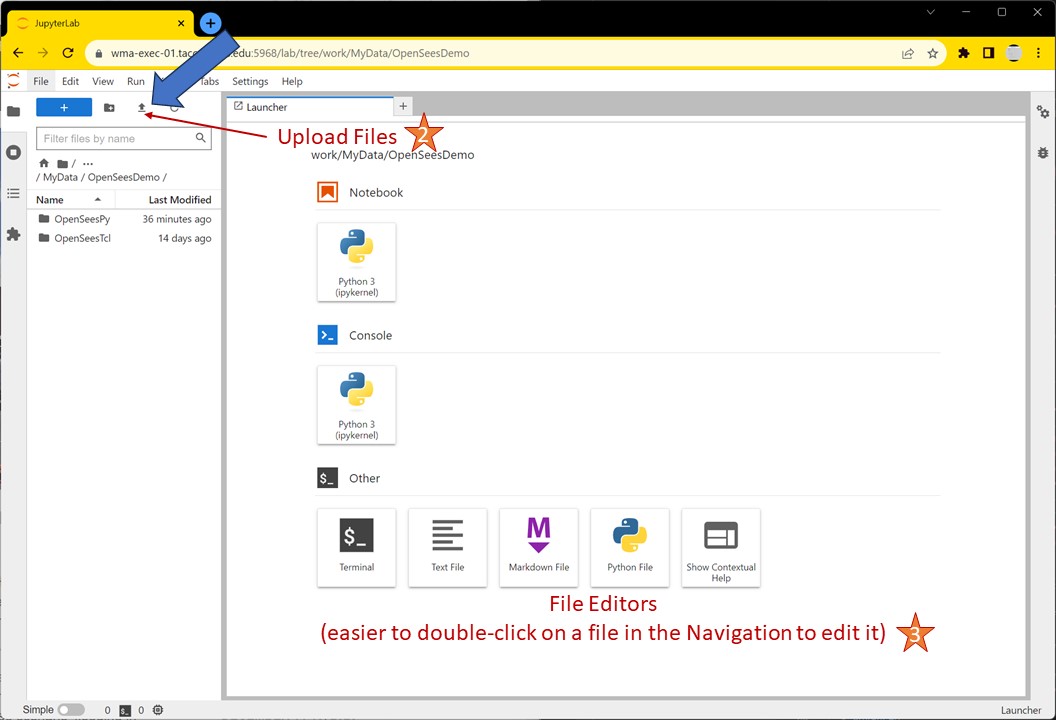 JupyterLab
wma-exec-01.tacc edu:5968/lab/tree/work/MyData/OpenSeesDemo
File Edit View Run Tabs Settings Help
Launcher
Filter files by name
Upload Files 2
/ ...
/ MyData / OpenSeesDemo /
work/MyData/OpenSeesDemo
Name Last Modified
OpenSeesPy 36 minutes ago
OpenSeesTcl 14 days ago
Notebook
Python 3
(ipykernel)
Console
Python 3
(ipykernel)
$_ Other
$_
Terminal
Text File
M
Markdown File
Python File
Show Contextual
Help
File Editors
(easier to double-click on a file in the Navigation to edit it) 3
Simple 0 $_ 0 Launcher